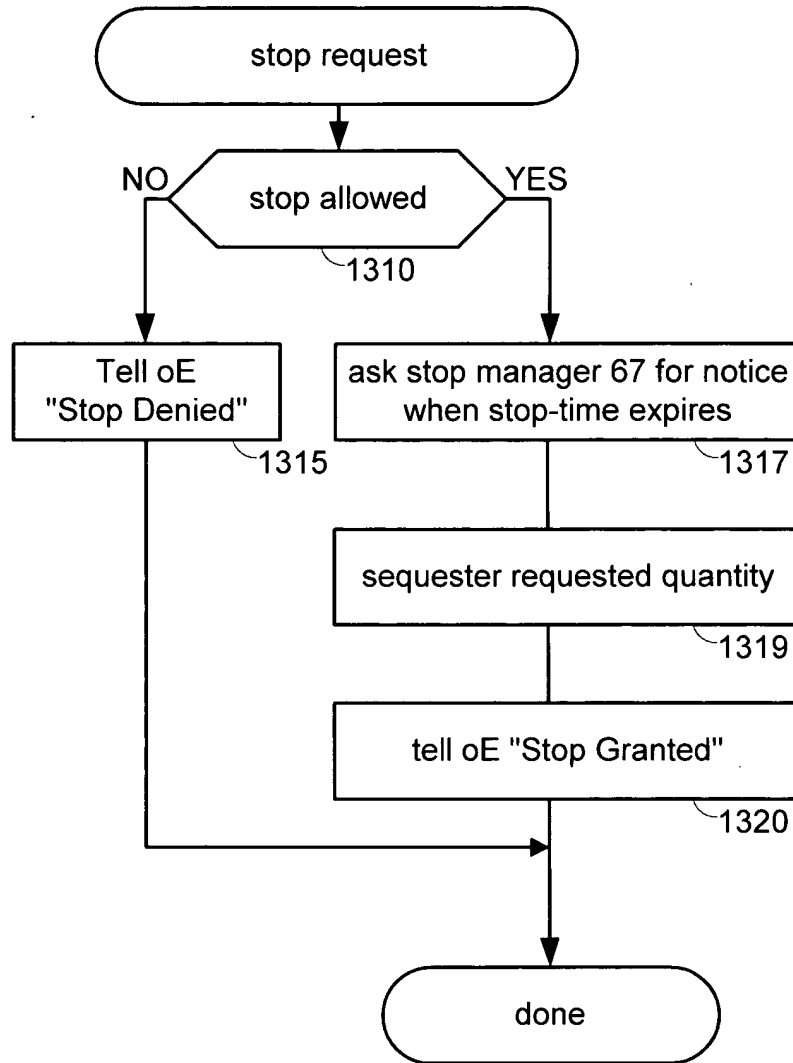 stop request
NO
YES
stop allowed
1310
Tell oE
"Stop Denied"
1315
ask stop manager 67 for notice
when stop-time expires
1317
sequester requested quantity
1319
tell oE "Stop Granted"
1320
done